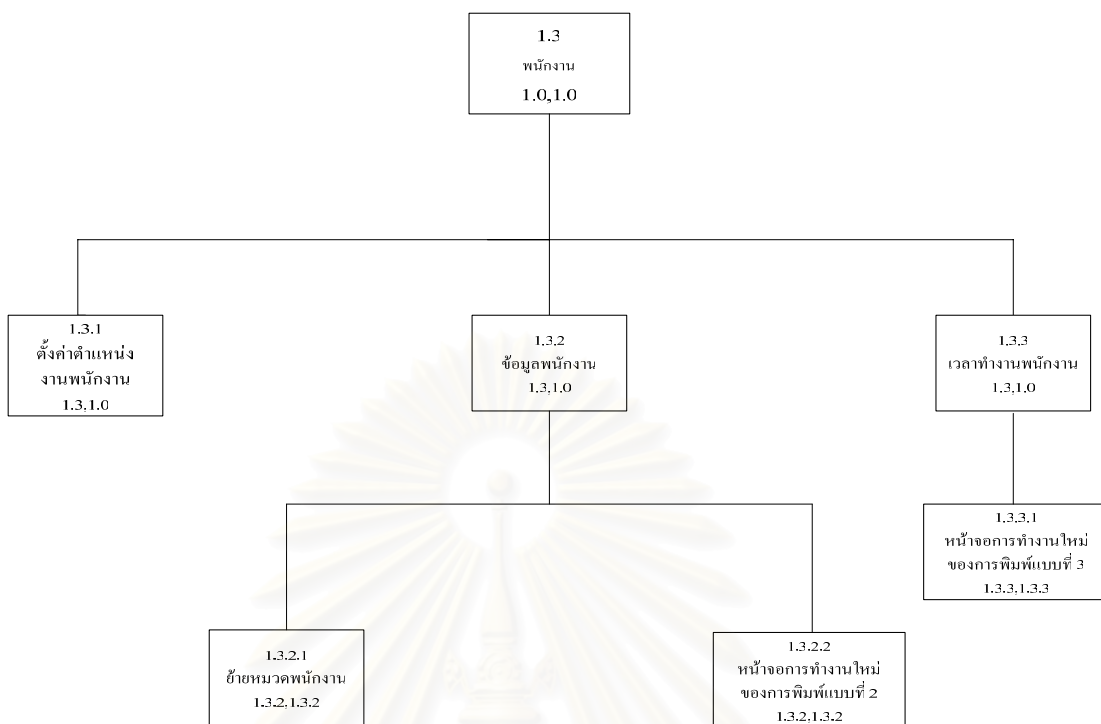 1.3
พนักงาน
1.0,1.0
1.3.1
ตั้งค่าตำแหน่ง
งานพนักงาน
1.3,1.0
1.3.2
ข้อมูลพนักงาน
1.3,1.0
1.3.3
เวลาทำงานพนักงาน
1.3,1.0
1.3.3.1
หน้าจอการทำงานใหม่
ของการพิมพ์แบบที่ 3
1.3.3,1.3.3
1.3.2.1
ย้ายหมวดพนักงาน
1.3.2,1.3.2
1.3.2.2
หน้าจอการทำงานใหม่
ของการพิมพ์แบบที่ 2
1.3.2,1.3.2